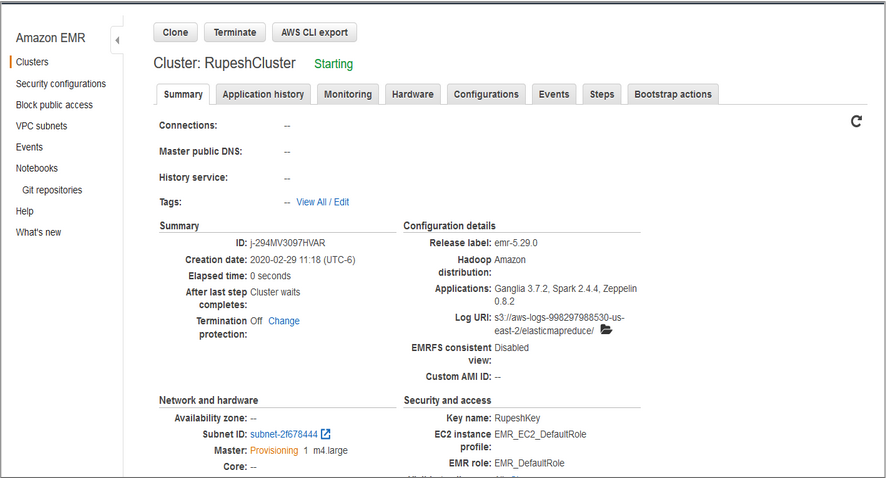 Amazon EMR
Clusters
Security configurations
Block public access
VPC subnets
Events
Notebooks
Git repositories
Help
What's new
Clone Terminate AWS CLI export
Cluster: RupeshCluster Starting
Summary Application history Monitoring Hardware Configurations Events Steps Bootstrap actions
Connections: --
Master public DNS: --
History service: --
Tags: -- View All / Edit
Summary
ID: j-294MV3097HVAR
Creation date: 2020-02-29 11:18 (UTC-6)
Elapsed time: 0 seconds
After last step Cluster waits
completes:
Termination Off Change
protection:
Configuration details
Release label: emr-5.29.0
Hadoop Amazon
distribution:
Applications: Ganglia 3.7.2, Spark 2.4.4, Zeppelin
0.8.2
Log URI: s3://aws-logs-998297988530-us-
east-2/elasticmapreduce/
EMRFS consistent Disabled
view:
Custom AMI ID: --
Network and hardware
Availability zone: --
Subnet ID: subnet-2f678444
Master: Provisioning 1 m4.large
Core: --
Security and access
Key name: RupeshKey
EC2 instance EMR_EC2_DefaultRole
profile:
EMR role: EMR_DefaultRole